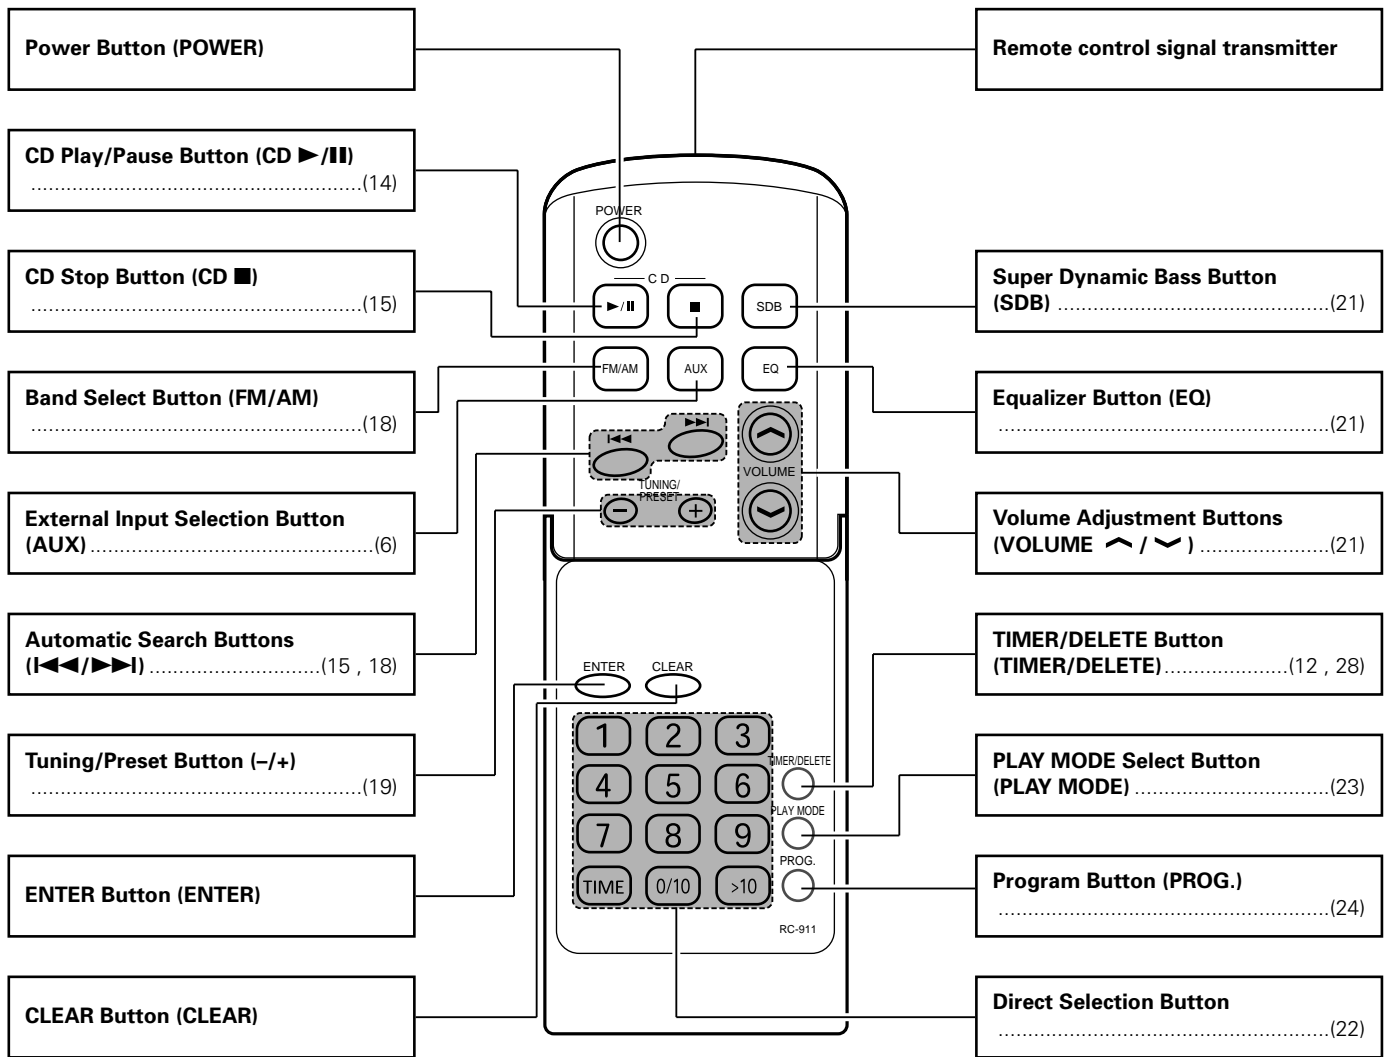 Power Button (POWER)
CD Play/Pause Button (CD ►/II)
........................................................(14)
CD Stop Button (CD ■)
........................................................(15)
Band Select Button (FM/AM)
........................................................(18)
External Input Selection Button
(AUX)................................................(6)
Automatic Search Buttons
(I◄◄/►►I).............................(15 , 18)
Tuning/Preset Button (–/+)
........................................................(19)
ENTER Button (ENTER)
CLEAR Button (CLEAR)
POWER
CD
►/II
■
SDB
FM/AM
AUX
EQ
I◄◄
►►I
VOLUME
TUNING/
PRESET
−
+
ENTER
CLEAR
1
2
3
TIMER/DELETE
4
5
6
PLAY MODE
7
8
9
PROG.
TIME
0/10
>10
RC-911
Remote control signal transmitter
Super Dynamic Bass Button
(SDB) ..............................................(21)
Equalizer Button (EQ)
........................................................(21)
Volume Adjustment Buttons
(VOLUME ︿ / ﹀ ) ......................(21)
TIMER/DELETE Button
(TIMER/DELETE).....................(12 , 28)
PLAY MODE Select Button
(PLAY MODE) .................................(23)
Program Button (PROG.)
........................................................(24)
Direct Selection Button
........................................................(22)